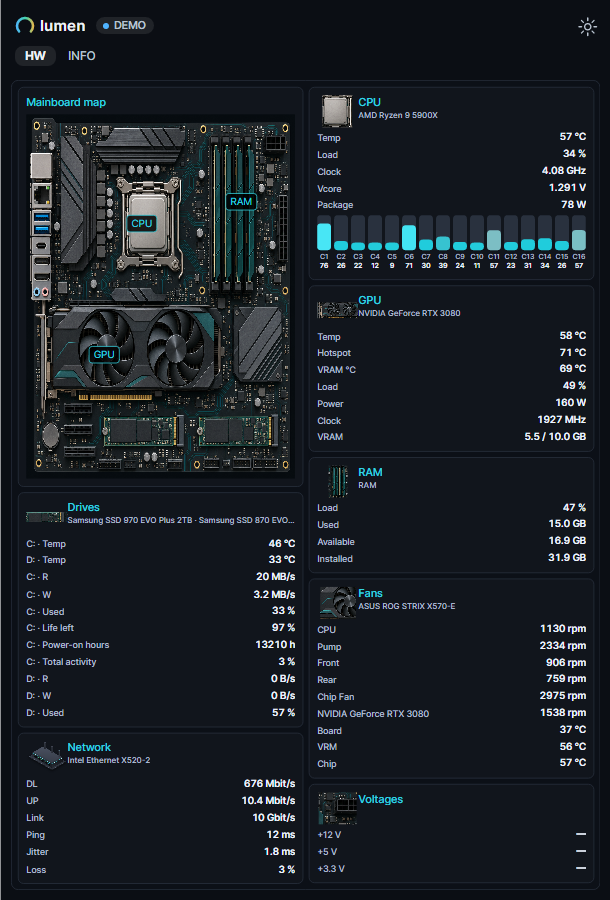 lumen
DEMO
HW
INFO
Mainboard map
CPU
RAM
GPU
Drives
Samsung SSD 970 EVO Plus 2TB · Samsung SSD 870 EVO...
C: · Temp 46 °C
D: · Temp 33 °C
C: · R 20 MB/s
C: · W 3.2 MB/s
C: · Used 33 %
C: · Life left 97 %
C: · Power-on hours 13210 h
C: · Total activity 3 %
D: · R 0 B/s
D: · W 0 B/s
D: · Used 57 %
Network
Intel Ethernet X520-2
DL 676 Mbit/s
UP 10.4 Mbit/s
Link 10 Gbit/s
Ping 12 ms
Jitter 1.8 ms
Loss 3 %
CPU
AMD Ryzen 9 5900X
Temp 57 °C
Load 34 %
Clock 4.08 GHz
Vcore 1.291 V
Package 78 W
C1 C2 C3 C4 C5 C6 C7 C8 C9 C10 C11 C12 C13 C14 C15 C16
76 26 22 12 9 71 30 39 24 11 57 23 31 34 26 57
GPU
NVIDIA GeForce RTX 3080
Temp 58 °C
Hotspot 71 °C
VRAM °C 69 °C
Load 49 %
Power 160 W
Clock 1927 MHz
VRAM 5.5 / 10.0 GB
RAM
RAM
Load 47 %
Used 15.0 GB
Available 16.9 GB
Installed 31.9 GB
Fans
ASUS ROG STRIX X570-E
CPU 1130 rpm
Pump 2334 rpm
Front 906 rpm
Rear 759 rpm
Chip Fan 2975 rpm
NVIDIA GeForce RTX 3080 1538 rpm
Board 37 °C
VRM 56 °C
Chip 57 °C
Voltages
+12 V —
+5 V —
+3.3 V —